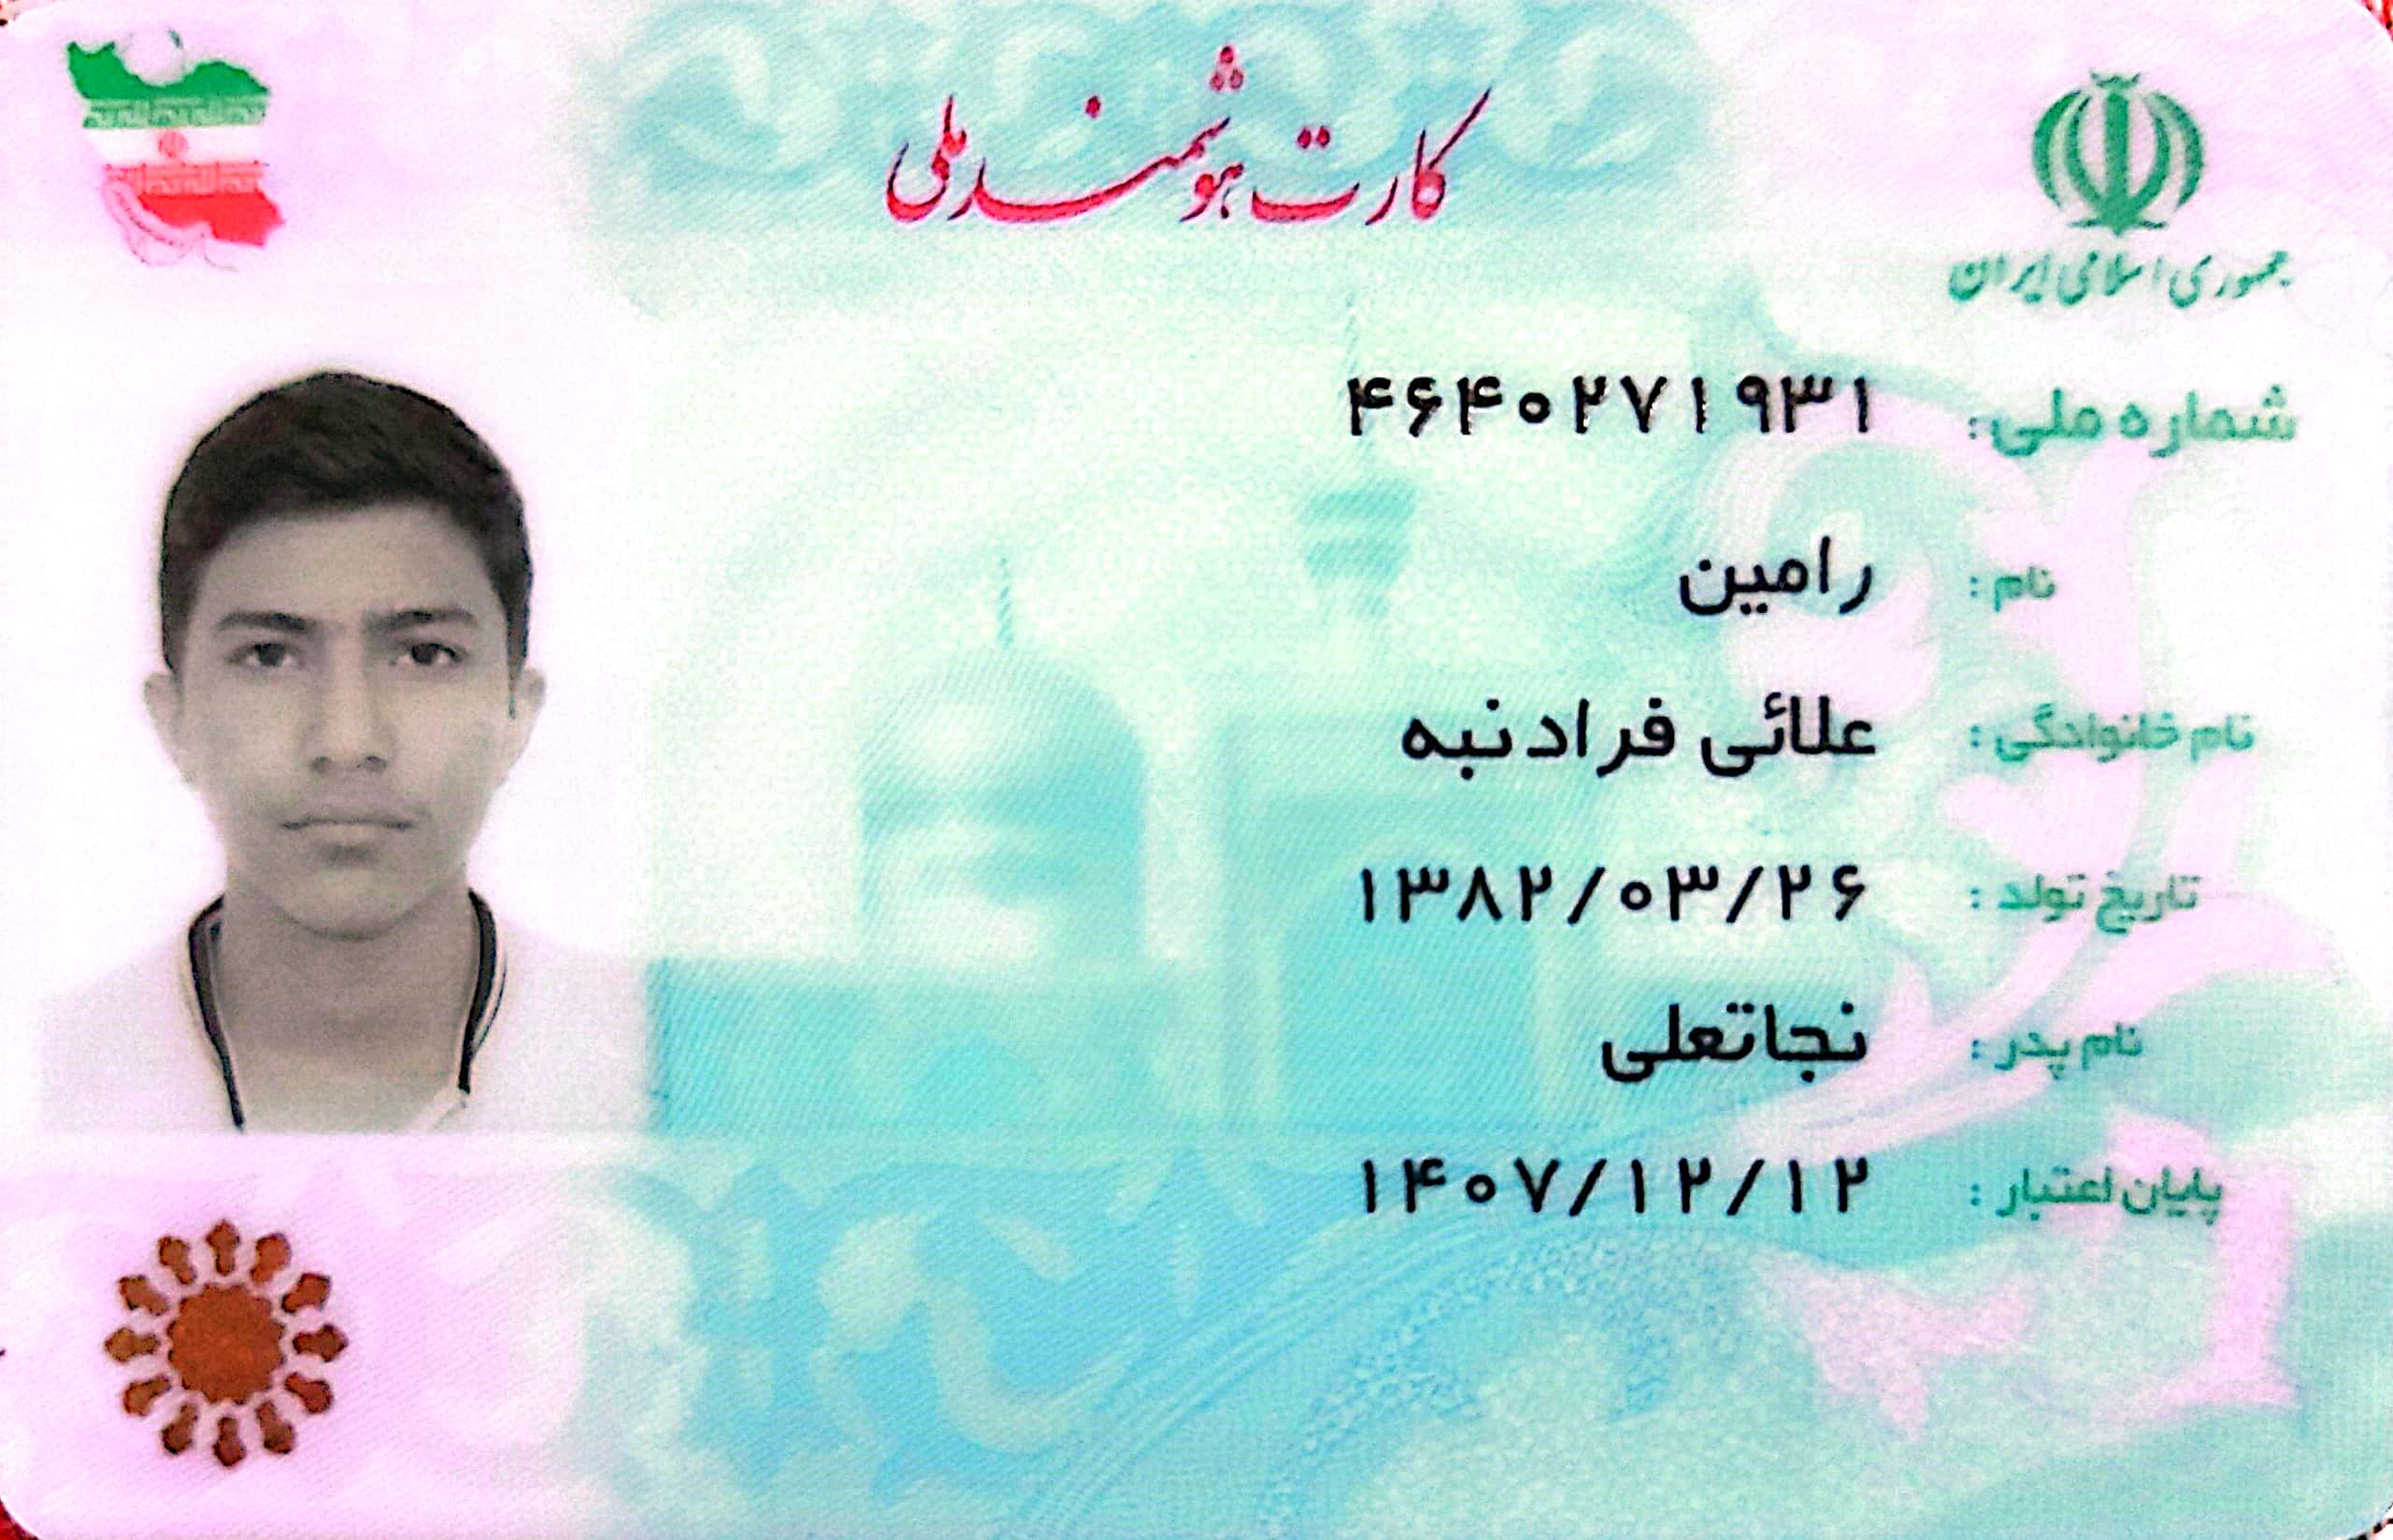 کارت هوشمند ملی
جمهوری اسلامی ایران
شماره ملی: ۴۶۴۰۲۷۱۹۳۱
نام : رامین
نام خانوادگی : علائی فرادنبه
تاریخ تولد : ۱۳۸۲/۰۳/۲۶
نام پدر : نجاتعلی
پایان اعتبار : ۱۴۰۷/۱۲/۱۲